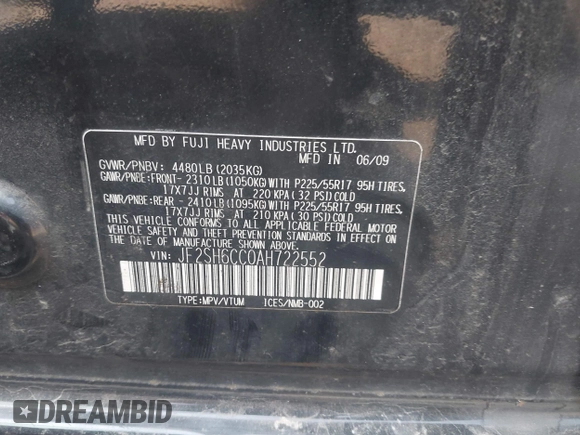 MFD BY FUJI HEAVY INDUSTRIES LTD.
MFD IN 06/09
GVWR/PNBV: 4480LB (2035KG)
GAWR/PNBE:FRONT- 2310LB(1050KG)WITH P225/55R17 95H TIRES,
17X7JJ RIMS AT 220 KPA ( 32 PSI) COLD
GAWR/PNBE:REAR - 2410LB(1095KG)WITH P225/55R17 95H TIRES,
17X7JJ RIMS AT 210 KPA ( 30 PSI) COLD
THIS VEHICLE CONFORMS TO ALL APPLICABLE FEDERAL MOTOR
VEHICLE SAFETY AND BUMPER STANDARDS IN EFFECT
ON THE DATE OF MANUFACTURE SHOWN ABOVE.
VIN: JF2SH6CC0AH722552
TYPE:MPV/VTUM ICES/NMB-002
DREAMBID